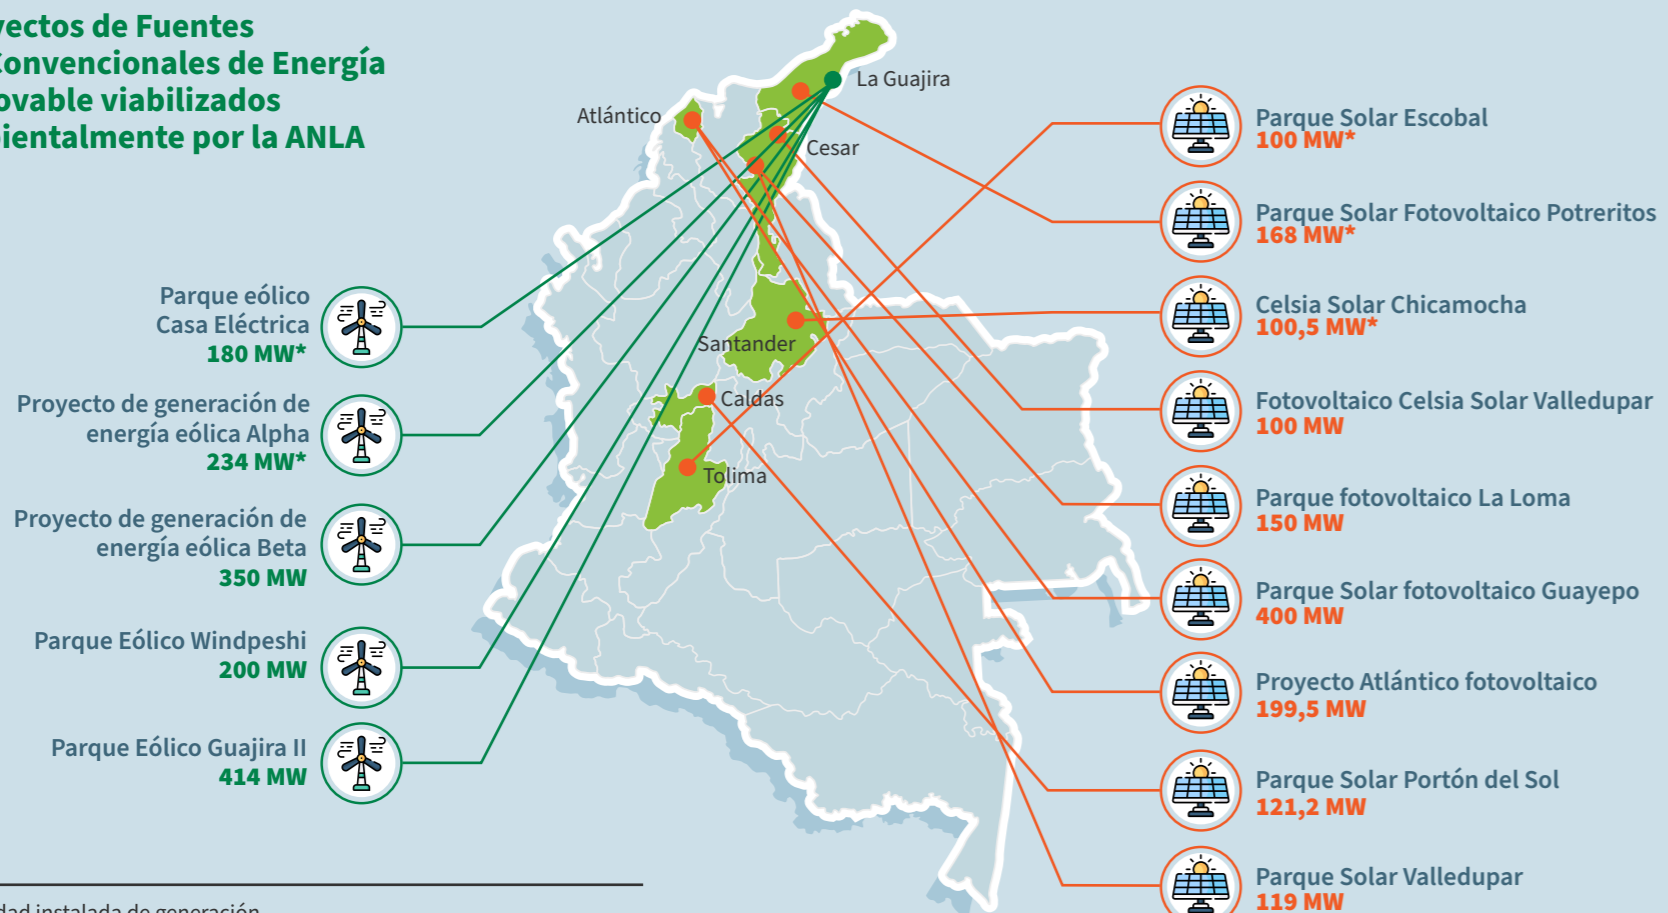 yectos de Fuentes
Convencionales de Energía
ovable viabilizados
bientalmente por la ANLA
La Guajira
Atlántico
Cesar
Santander
Caldas
Tolima
Parque eólico
Casa Eléctrica
180 MW*
Proyecto de generación de
energía eólica Alpha
234 MW*
Proyecto de generación de
energía eólica Beta
350 MW
Parque Eólico Windpeshi
200 MW
Parque Eólico Guajira II
414 MW
Parque Solar Escobal
100 MW*
Parque Solar Fotovoltaico Potreritos
168 MW*
Celsia Solar Chicamocha
100,5 MW*
Fotovoltaico Celsia Solar Valledupar
100 MW
Parque fotovoltaico La Loma
150 MW
Parque Solar fotovoltaico Guayepo
400 MW
Proyecto Atlántico fotovoltaico
199,5 MW
Parque Solar Portón del Sol
121,2 MW
Parque Solar Valledupar
119 MW
dad instalada de generación